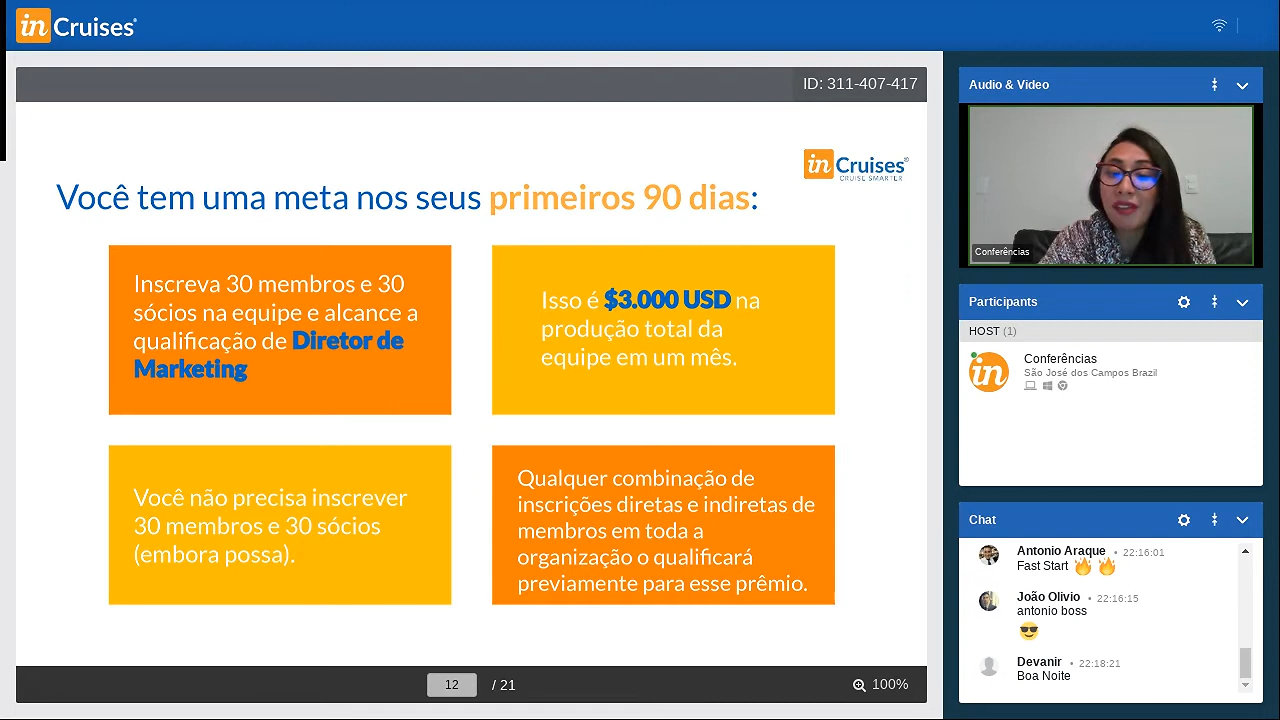 in Cruises®
ID: 311-407-417
in Cruises®
CRUISE SMARTER
Você tem uma meta nos seus primeiros 90 dias:
Inscreva 30 membros e 30
sócios na equipe e alcance a
qualificação de Diretor de
Marketing
Isso é $3.000 USD na
produção total da
equipe em um mês.
Você não precisa inscrever
30 membros e 30 sócios
(embora possa).
Qualquer combinação de
inscrições diretas e indiretas de
membros em toda a
organização o qualificará
previamente para esse prêmio.
12 / 21
100%
Audio & Video
Conferências
Participants
HOST (1)
in
Conferências
São José dos Campos Brazil
Chat
Antonio Araque • 22:16:01
Fast Start 🔥 🔥
João Olivio • 22:16:15
antonio boss
😎
Devanir • 22:18:21
Boa Noite